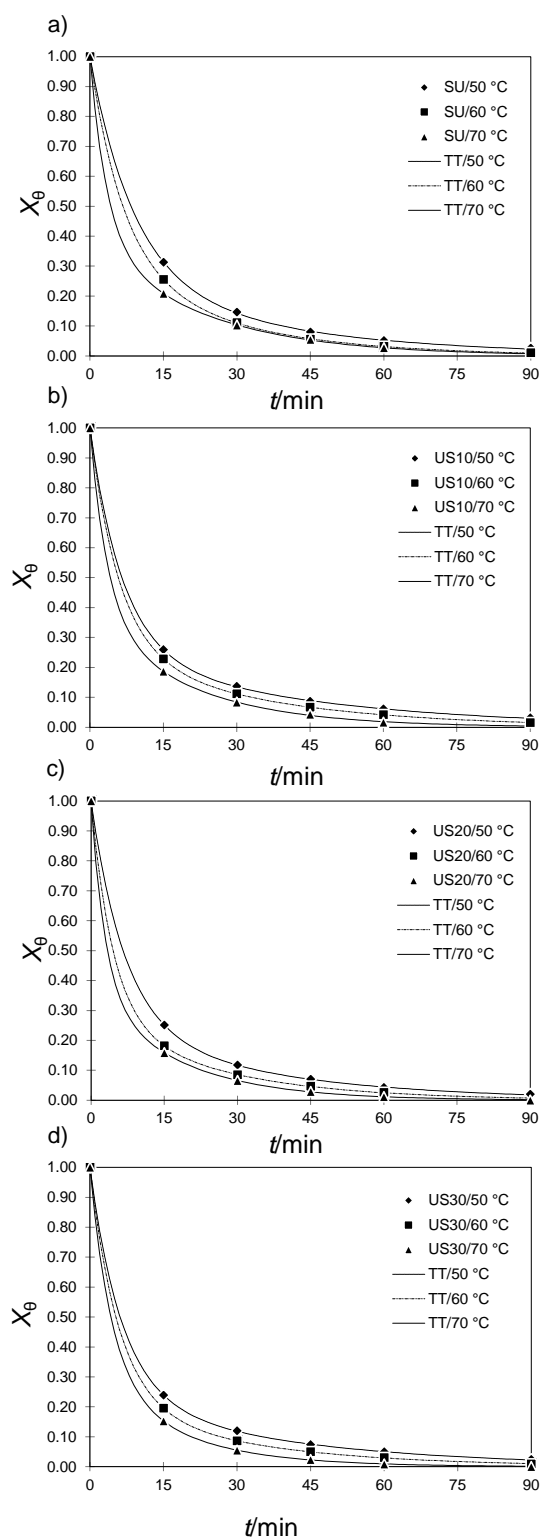 a)
1.00
0.90
0.80
0.70
0.60
0.50
0.40
0.30
0.20
0.10
0.00
Xθ
SU/50 °C
SU/60 °C
SU/70 °C
TT/50 °C
TT/60 °C
TT/70 °C
0 15 30 45 60 75 90
t/min
b)
1.00
0.90
0.80
0.70
0.60
0.50
0.40
0.30
0.20
0.10
0.00
Xθ
US10/50 °C
US10/60 °C
US10/70 °C
TT/50 °C
TT/60 °C
TT/70 °C
0 15 30 45 60 75 90
t/min
c)
1.00
0.90
0.80
0.70
0.60
0.50
0.40
0.30
0.20
0.10
0.00
Xθ
US20/50 °C
US20/60 °C
US20/70 °C
TT/50 °C
TT/60 °C
TT/70 °C
0 15 30 45 60 75 90
t/min
d)
1.00
0.90
0.80
0.70
0.60
0.50
0.40
0.30
0.20
0.10
0.00
Xθ
US30/50 °C
US30/60 °C
US30/70 °C
TT/50 °C
TT/60 °C
TT/70 °C
0 15 30 45 60 75 90
t/min